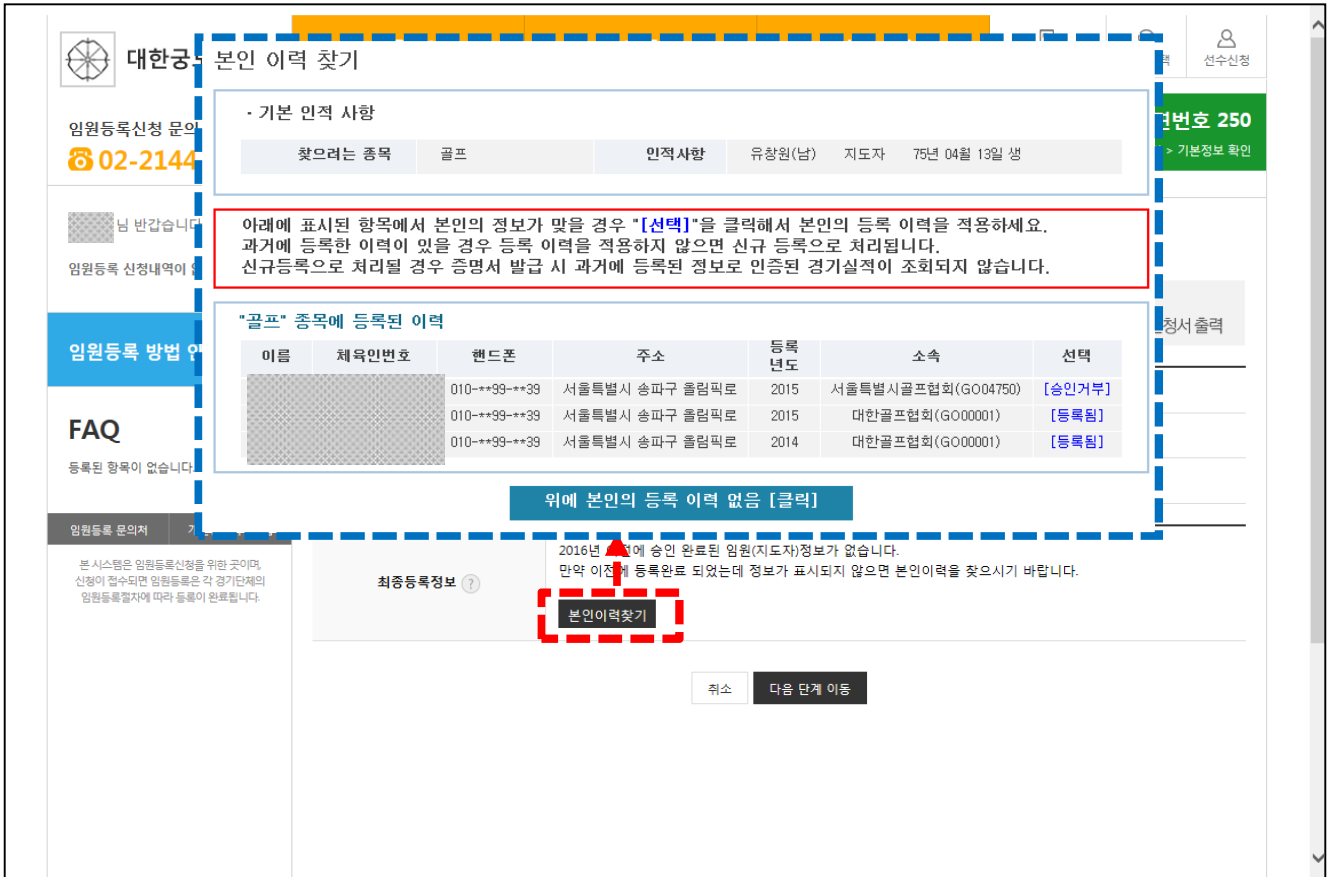 대한궁
선수신청
임원등록신청 문의
02-2144
번호 250
> 기본정보 확인
님 반갑습니다
임원등록 신청내역이
임원등록 방법
FAQ
등록된 항목이 없습니다.
임원등록 문의처
본 시스템은 임원등록신청을 위한 곳이며,
신청이 접수되면 임원등록은 각 경기단체의
임원등록절차에 따라 등록이 완료됩니다.
본인 이력 찾기
· 기본 인적 사항
찾으려는 종목 골프 인적사항 유창원(남) 지도자 75년 04월 13일 생
아래에 표시된 항목에서 본인의 정보가 맞을 경우 "[선택]"을 클릭해서 본인의 등록 이력을 적용하세요.
과거에 등록한 이력이 있을 경우 등록 이력을 적용하지 않으면 신규 등록으로 처리됩니다.
신규등록으로 처리될 경우 증명서 발급 시 과거에 등록된 정보로 인증된 경기실적이 조회되지 않습니다.
"골프" 종목에 등록된 이력
이름 체육인번호 핸드폰 주소 등록 년도 소속 선택
010-**99-**39 서울특별시 송파구 올림픽로 2015 서울특별시골프협회(GO04750) [승인거부]
010-**99-**39 서울특별시 송파구 올림픽로 2015 대한골프협회(GO00001) [등록됨]
010-**99-**39 서울특별시 송파구 올림픽로 2014 대한골프협회(GO00001) [등록됨]
위에 본인의 등록 이력 없음 [클릭]
청서 출력
최종등록정보 ?
2016년 승인 완료된 임원(지도자)정보가 없습니다.
만약 이전에 등록완료 되었는데 정보가 표시되지 않으면 본인이력을 찾으시기 바랍니다.
본인이력찾기
취소 다음 단계 이동